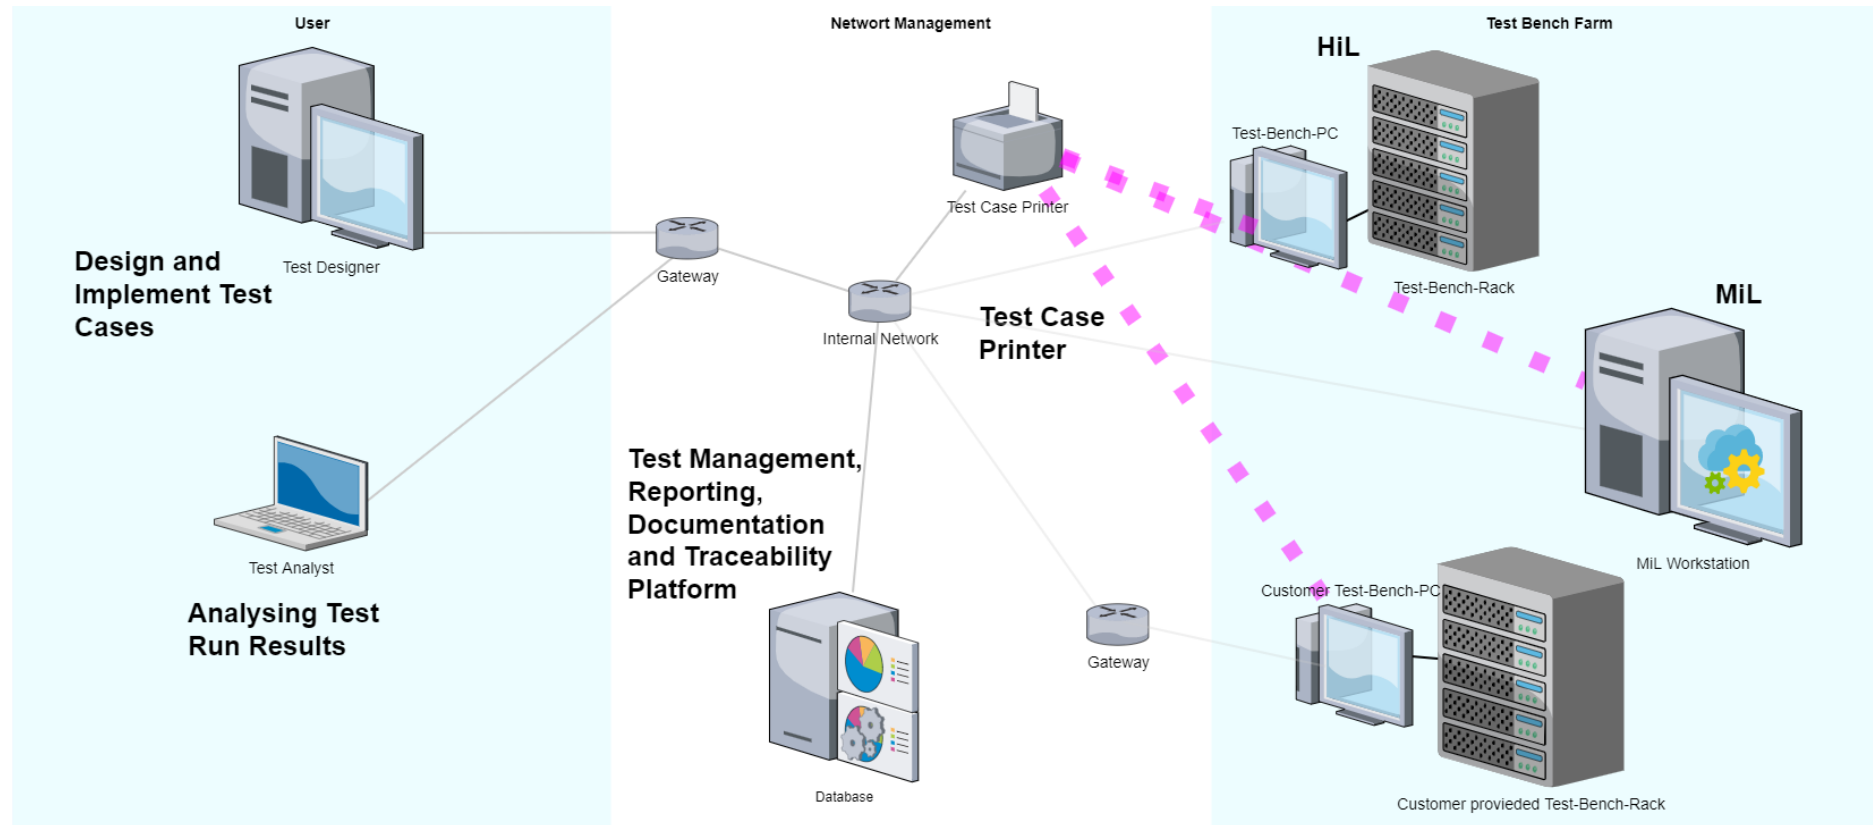 User
Networt Management
Test Bench Farm
HiL
Test-Bench-PC
Test Case Printer
Gateway
Test Designer
Design and
Implement Test
Cases
Test-Bench-Rack
MiL
Internal Network
Test Case
Printer
Test Management,
Reporting,
Documentation
and Traceability
Platform
Test Analyst
MiL Workstation
Customer Test-Bench-PC
Analysing Test
Run Results
Gateway
Database
Customer provieded Test-Bench-Rack